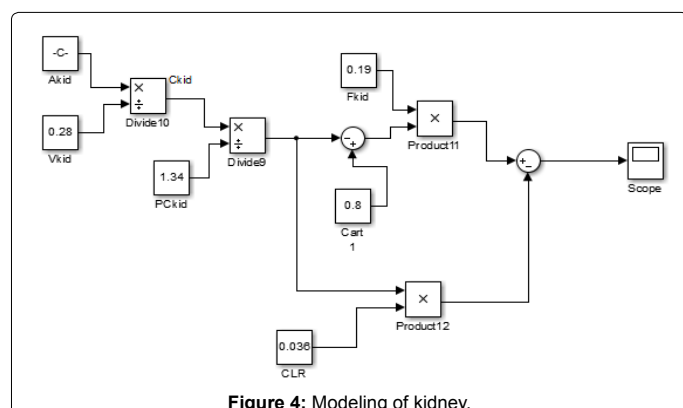 -C-
Akid
0.28
Vkid
×
÷
Divide10
Ckid
1.34
PCkid
×
÷
Divide9
0.19
Fkid
×
Product11
-
+
0.8
Cart
1
+
-
Scope
×
Product12
0.036
CLR
Figure 4: Modeling of kidney.